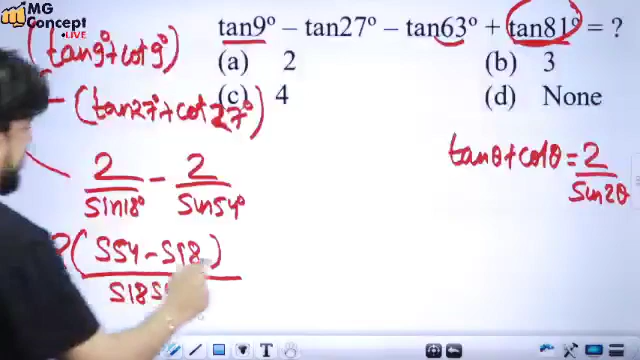 MG Concept LIVE
tan9° – tan27° – tan63° + tan81° = ?
(a) 2 (b) 3
(c) 4 (d) None
(tan9° + cot9°)
– (tan27° + cot27°)
tanθ + cotθ = 2/sin2θ
2/sin18° – 2/sin54°
(S54 – S18)
S18 S
T